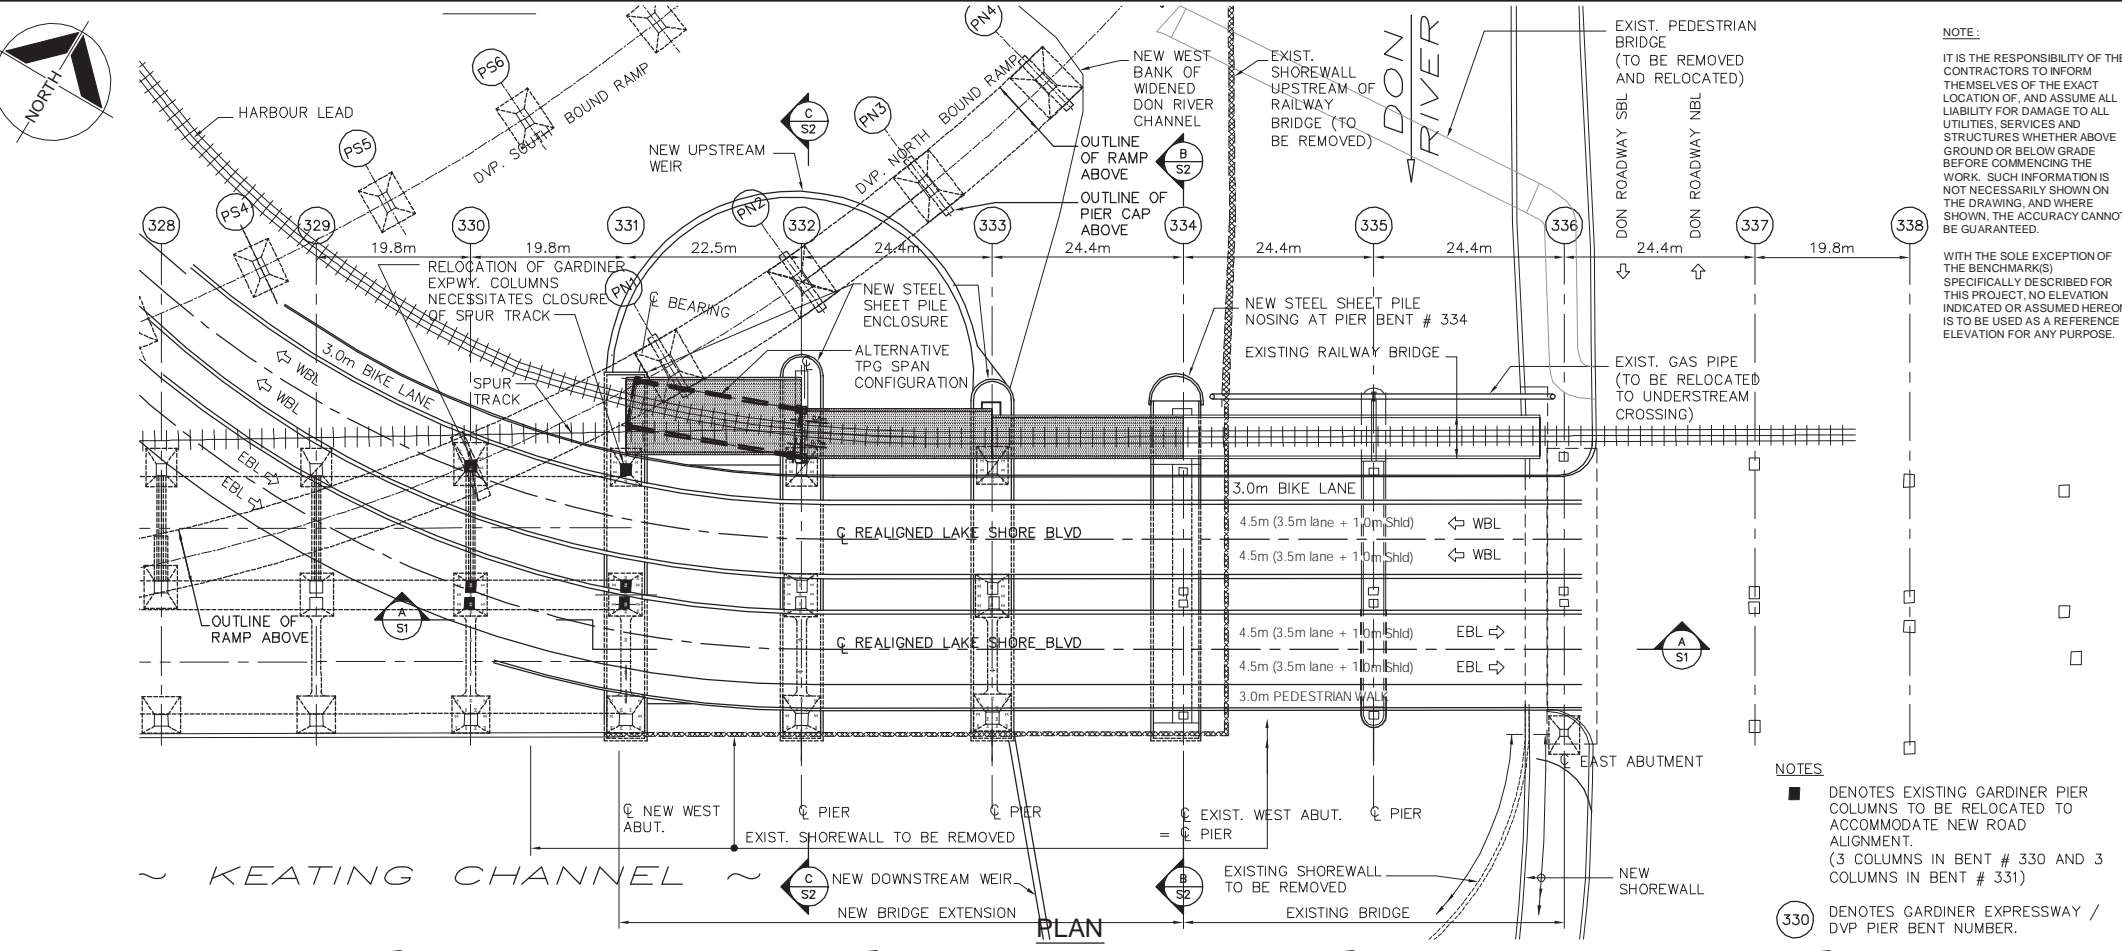 NORTH
HARBOUR LEAD
PS4
PS5
PS6
DVP. SOUTH BOUND RAMP
PN1
PN2
PN3
PN4
DVP. NORTH BOUND RAMP
C
S2
NEW UPSTREAM
WEIR
NEW WEST
BANK OF
WIDENED
DON RIVER
CHANNEL
OUTLINE
OF RAMP
ABOVE
B
S2
OUTLINE OF
PIER CAP
ABOVE
EXIST.
SHOREWALL
UPSTREAM OF
RAILWAY
BRIDGE (TO
BE REMOVED)
DON
RIVER
EXIST. PEDESTRIAN
BRIDGE
(TO BE REMOVED
AND RELOCATED)
DON ROADWAY SBL
DON ROADWAY NBL
NOTE:
IT IS THE RESPONSIBILITY OF THE
CONTRACTORS TO INFORM
THEMSELVES OF THE EXACT
LOCATION OF, AND ASSUME ALL
LIABILITY FOR DAMAGE TO ALL
UTILITIES, SERVICES AND
STRUCTURES WHETHER ABOVE
GROUND OR BELOW GRADE
BEFORE COMMENCING THE
WORK. SUCH INFORMATION IS
NOT NECESSARILY SHOWN ON
THE DRAWING, AND WHERE
SHOWN, THE ACCURACY CANNOT
BE GUARANTEED.
WITH THE SOLE EXCEPTION OF
THE BENCHMARK(S)
SPECIFICALLY DESCRIBED FOR
THIS PROJECT, NO ELEVATION
INDICATED OR ASSUMED HEREON
IS TO BE USED AS A REFERENCE
ELEVATION FOR ANY PURPOSE.
328 329 330 331 332 333 334 335 336 337 338
19.8m 19.8m 22.5m 24.4m 24.4m 24.4m 24.4m 24.4m 19.8m
RELOCATION OF GARDINER
EXPWY. COLUMNS
NECESSITATES CLOSURE
OF SPUR TRACK
℄ BEARING
NEW STEEL
SHEET PILE
ENCLOSURE
NEW STEEL SHEET PILE
NOSING AT PIER BENT # 334
ALTERNATIVE
TPG SPAN
CONFIGURATION
EXISTING RAILWAY BRIDGE
EXIST. GAS PIPE
(TO BE RELOCATED
TO UNDERSTREAM
CROSSING)
SPUR
TRACK
3.0m BIKE LANE
WBL
WBL
EBL
EBL
3.0m BIKE LANE
4.5m (3.5m lane + 1.0m Shld) WBL
℄ REALIGNED LAKE SHORE BLVD
4.5m (3.5m lane + 1.0m Shld) WBL
OUTLINE OF
RAMP ABOVE
A
S1
4.5m (3.5m lane + 1.0m Shld) EBL
℄ REALIGNED LAKE SHORE BLVD
4.5m (3.5m lane + 1.0m Shld) EBL
3.0m PEDESTRIAN WALK
A
S1
℄ EAST ABUTMENT
℄ NEW WEST
ABUT.
℄ PIER
℄ PIER
℄ EXIST. WEST ABUT.
= ℄ PIER
℄ PIER
EXIST. SHOREWALL TO BE REMOVED
~ KEATING CHANNEL ~
C
S2
NEW DOWNSTREAM WEIR
B
S2
EXISTING SHOREWALL
TO BE REMOVED
NEW
SHOREWALL
NEW BRIDGE EXTENSION
EXISTING BRIDGE
PLAN
NOTES
DENOTES EXISTING GARDINER PIER
COLUMNS TO BE RELOCATED TO
ACCOMMODATE NEW ROAD
ALIGNMENT.
(3 COLUMNS IN BENT # 330 AND 3
COLUMNS IN BENT # 331)
330 DENOTES GARDINER EXPRESSWAY /
DVP PIER BENT NUMBER.